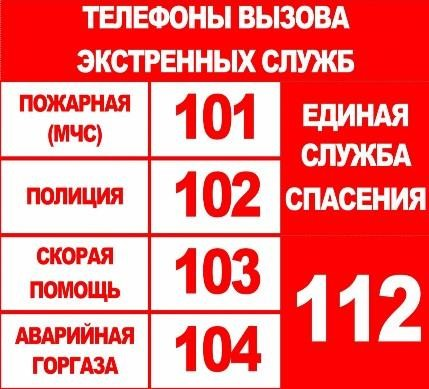 ТЕЛЕФОНЫ ВЫЗОВА
ЭКСТРЕННЫХ СЛУЖБ
ПОЖАРНАЯ
(МЧС)
101
ПОЛИЦИЯ
102
СКОРАЯ
ПОМОЩЬ
103
АВАРИЙНАЯ
ГОРГАЗА
104
ЕДИНАЯ
СЛУЖБА
СПАСЕНИЯ
112